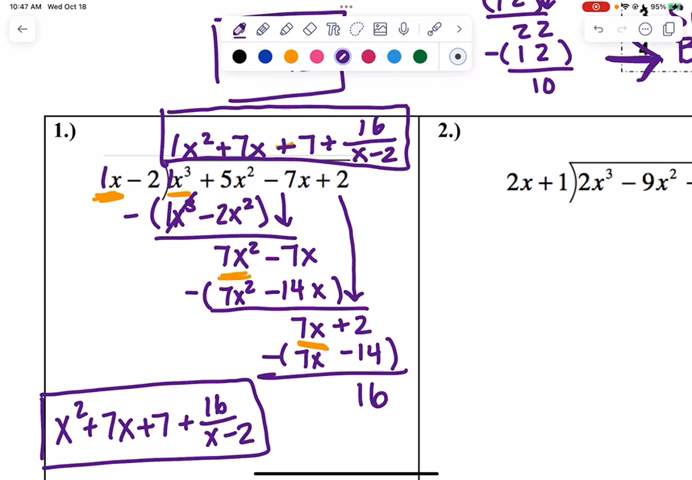 10:47 AM Wed Oct 18
95%
22
-(12)
10
1.)
1x² + 7x + 7 + 16/(x-2)
2.)
1x - 2)1x³ + 5x² - 7x + 2
2x + 1)2x³ - 9x² -
-(1x³ - 2x²)
7x² - 7x
-(7x² - 14x)
7x + 2
-(7x - 14)
16
x² + 7x + 7 + 16/(x-2)